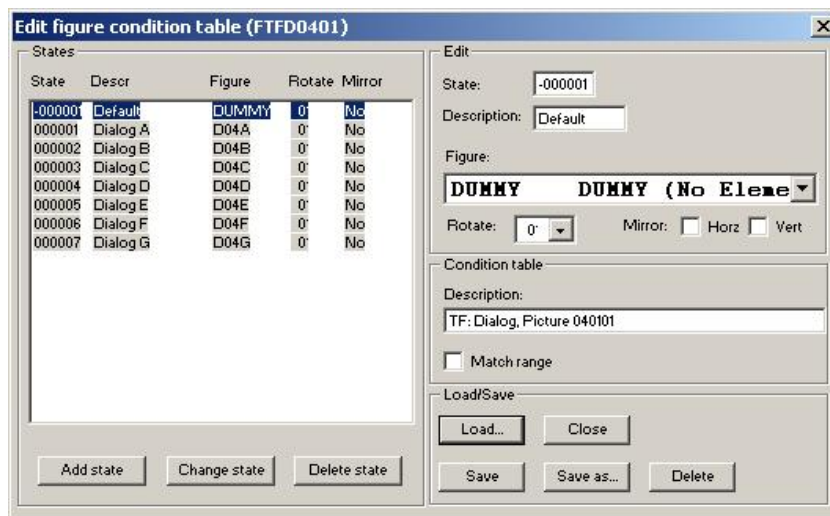 Edit figure condition table (FTFD0401)
States
State Descr Figure Rotate Mirror
-000001 Default DUMMY 0° No
000001 Dialog A D04A 0° No
000002 Dialog B D04B 0° No
000003 Dialog C D04C 0° No
000004 Dialog D D04D 0° No
000005 Dialog E D04E 0° No
000006 Dialog F D04F 0° No
000007 Dialog G D04G 0° No
Add state Change state Delete state
Edit
State: -000001
Description: Default
Figure:
DUMMY DUMMY (No Eleme
Rotate: 0° Mirror: Horz Vert
Condition table
Description:
TF: Dialog, Picture 040101
Match range
Load/Save
Load... Close
Save Save as... Delete